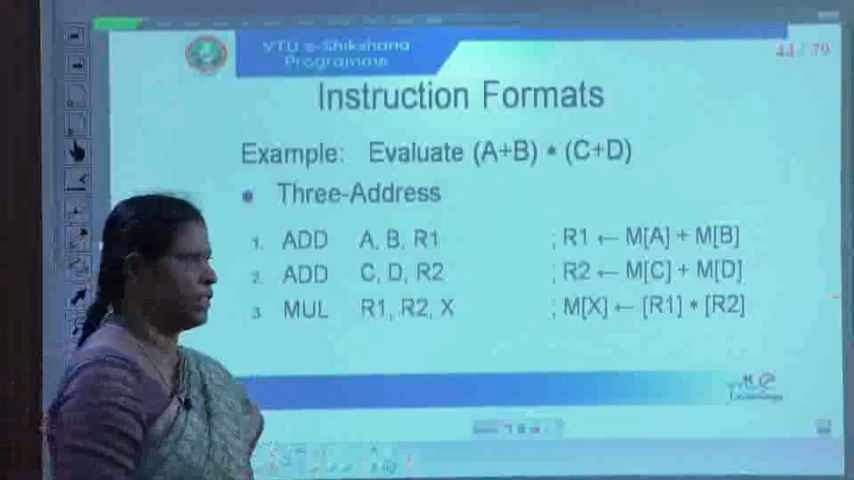 VTU e-Shikshana
Programme
44 / 79
Instruction Formats
Example: Evaluate (A+B) * (C+D)
• Three-Address
1. ADD A, B, R1 ; R1 ← M[A] + M[B]
2. ADD C, D, R2 ; R2 ← M[C] + M[D]
3. MUL R1, R2, X ; M[X] ← [R1] * [R2]